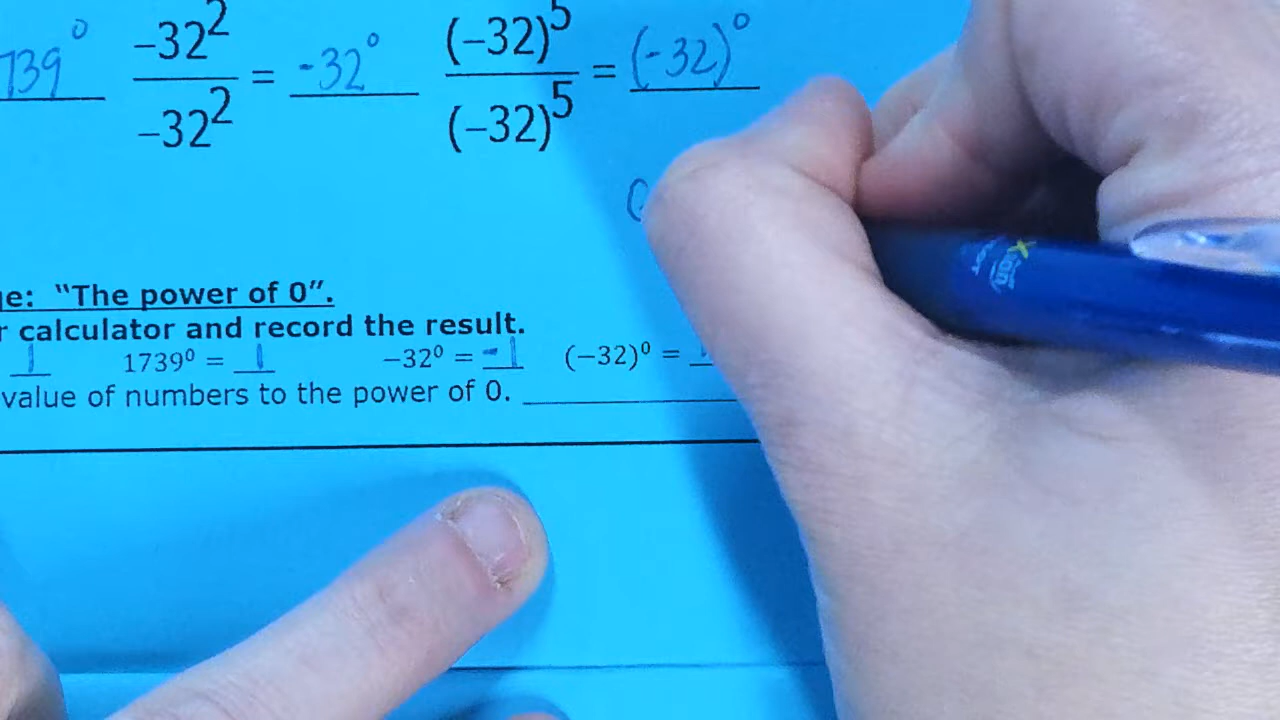 739⁰ −32² / −32² = -32⁰ (−32)⁵ / (−32)⁵ = (-32)⁰
e: "The power of 0".
r calculator and record the result.
1 1739⁰ = 1 −32⁰ = -1 (−32)⁰ =
value of numbers to the power of 0.